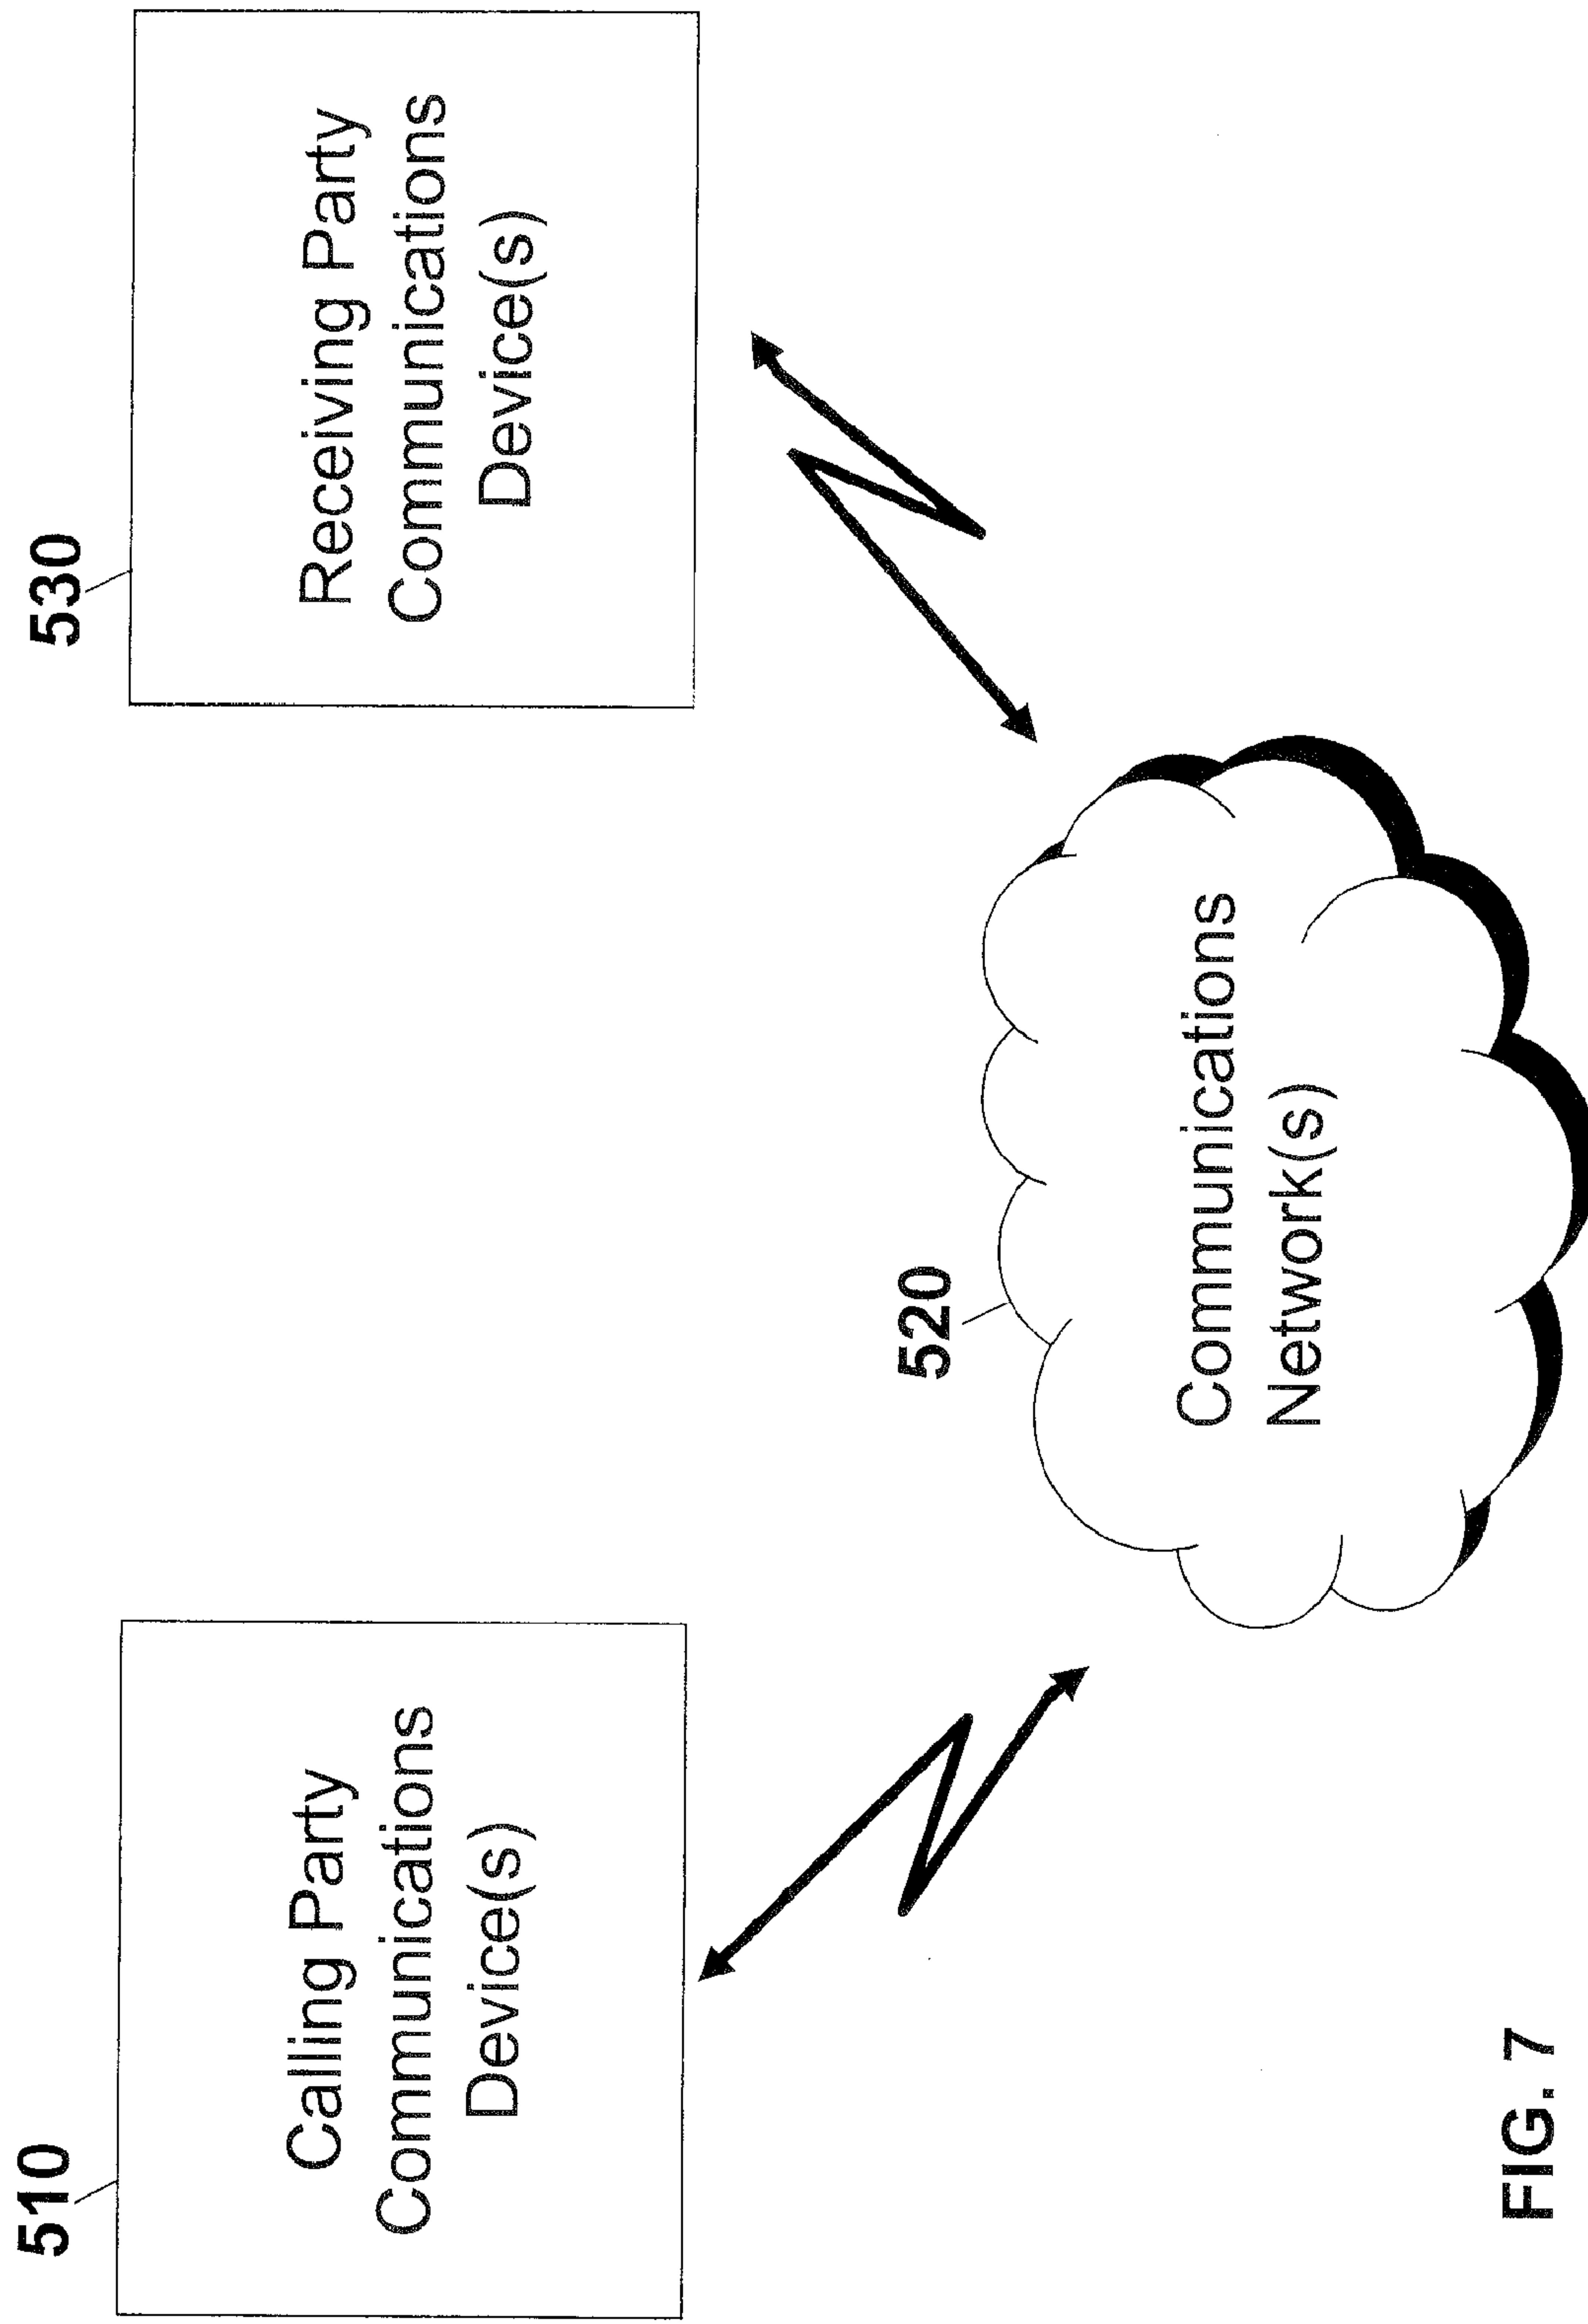 510
Calling Party
Communications
Device(s)
520
Communications
Network(s)
530
Receiving Party
Communications
Device(s)
FIG. 7